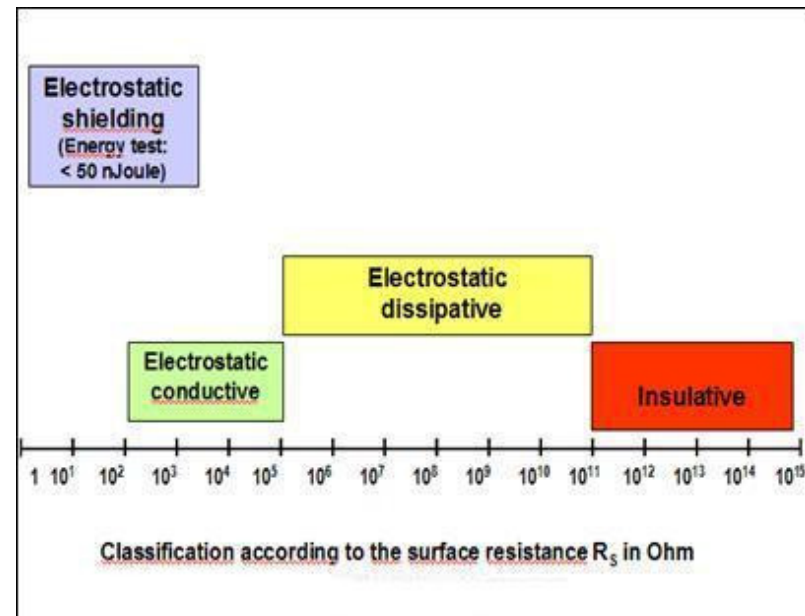 Electrostatic
shielding
(Energy test:
< 50 nJoule)
Electrostatic
dissipative
Electrostatic
conductive
Insulative
1 10¹ 10² 10³ 10⁴ 10⁵ 10⁶ 10⁷ 10⁸ 10⁹ 10¹⁰ 10¹¹ 10¹² 10¹³ 10¹⁴ 10¹⁵
Classification according to the surface resistance Rₛ in Ohm